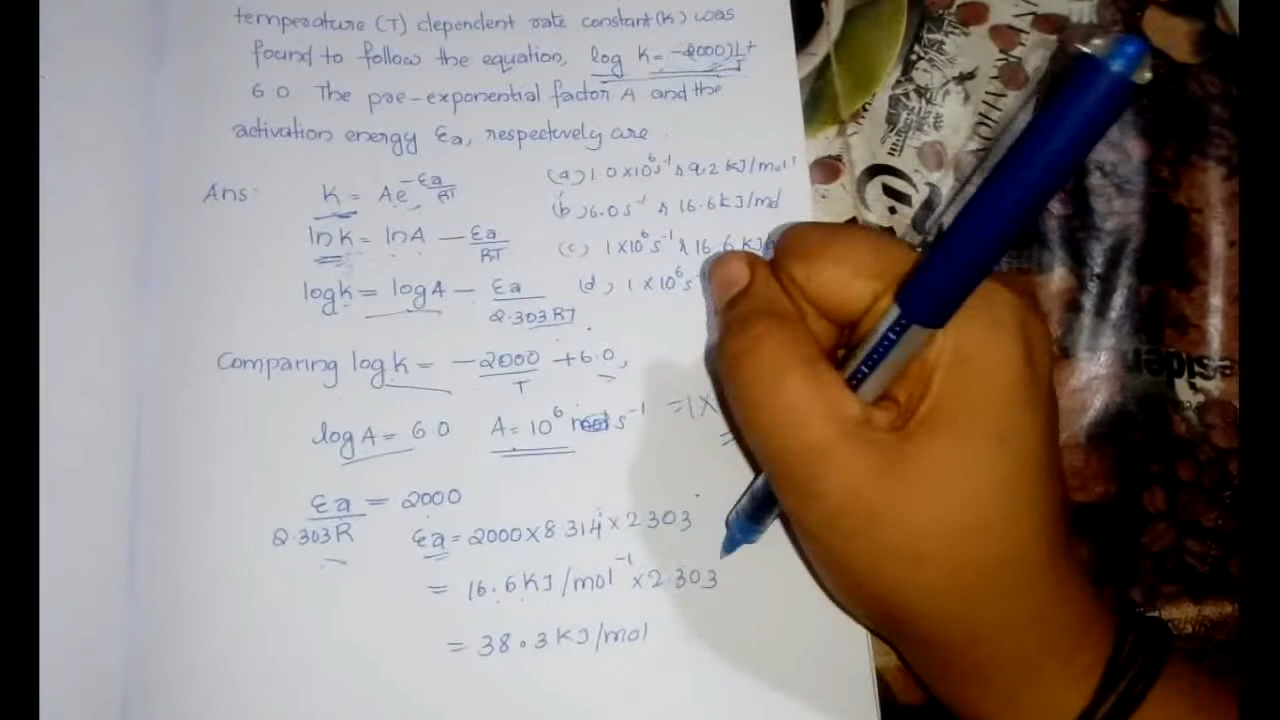 temperature (T) dependent rate constant (k) was
found to follow the equation, log k = -2000)1/T +
6.0 The pre-exponential factor A and the
activation energy Ea, respectively are
(a) 1.0 x 10^6 s^-1 & 9.2 kJ/mol
Ans: k = Ae^-Ea/RT
(b) 6.0 s^-1 & 16.6 kJ/mol
ln k = ln A - Ea/RT
(c) 1 x 10^6 s^-1 & 16.6 kJ
log k = log A - Ea/2.303RT
(d) 1 x 10^6 s
Comparing log k = -2000/T + 6.0,
log A = 6.0 A = 10^6 s^-1 = 1 x
Ea/2.303R = 2000
Ea = 2000 x 8.314 x 2.303
= 16.6 kJ/mol^-1 x 2.303
= 38.3 kJ/mol